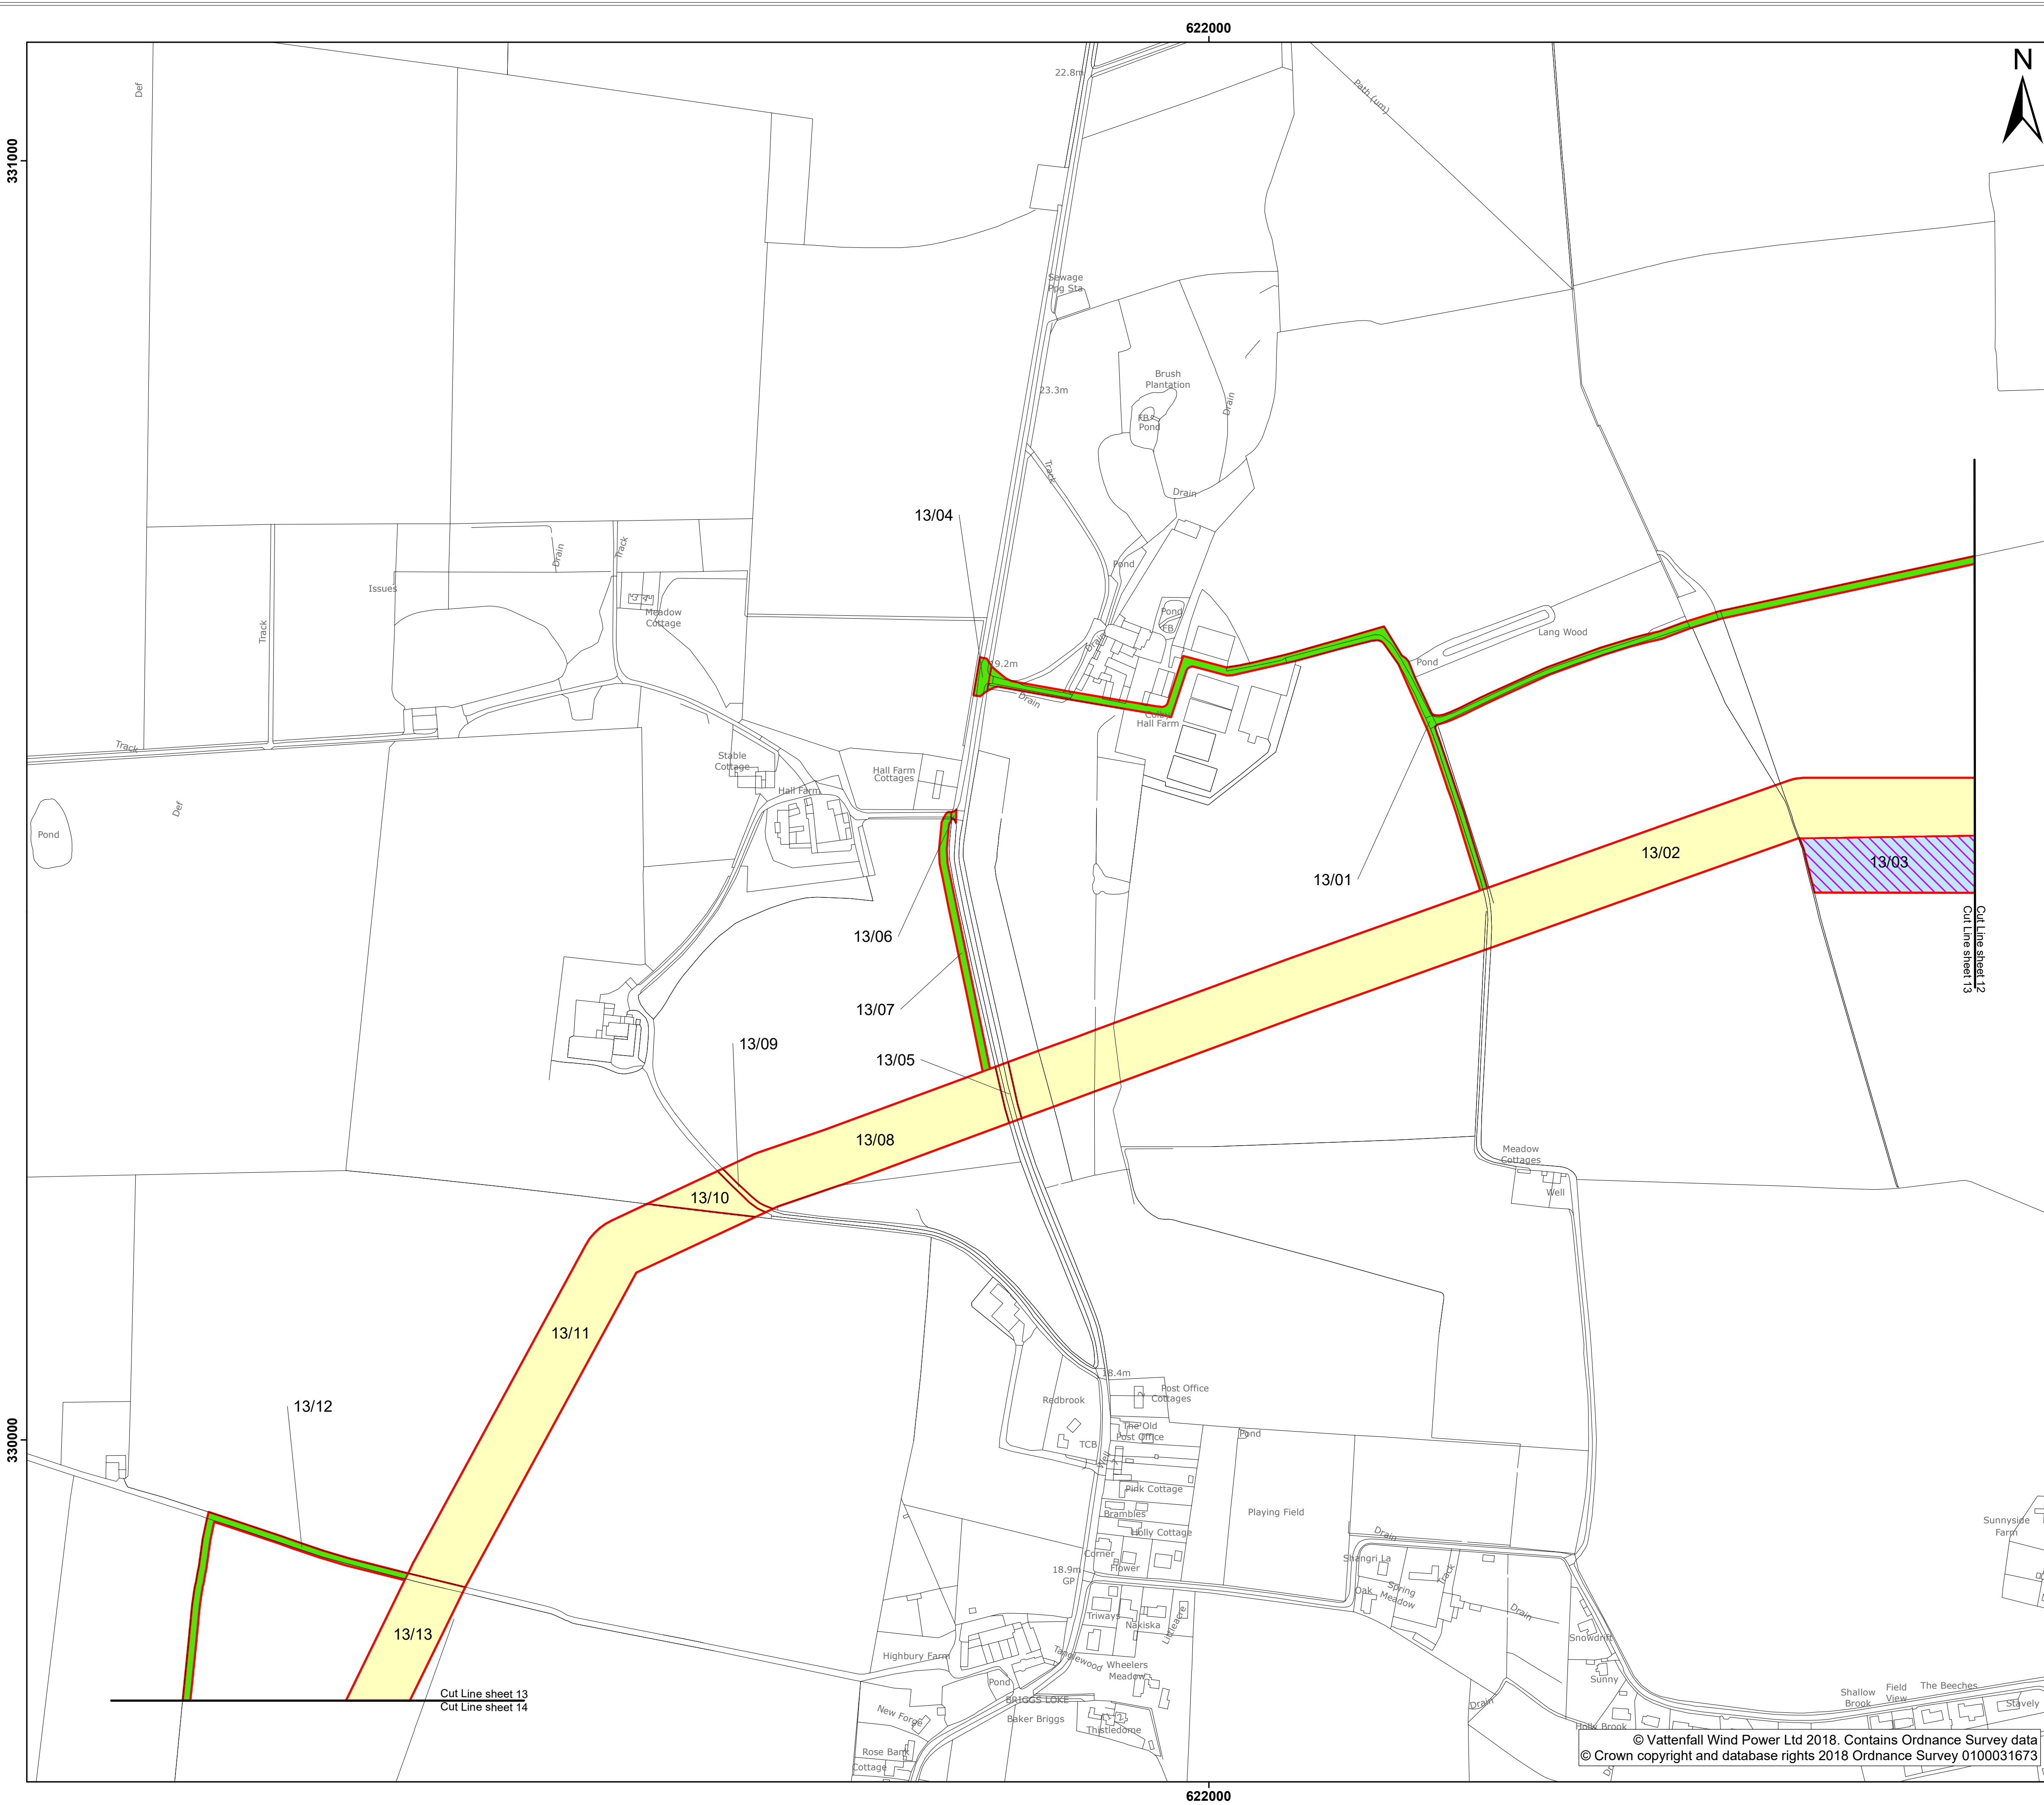 622000
N
22.8m
Def
Path (um)
331000
Sewage
Ppg Sta
Brush
Plantation
23.3m
Drain
FB
Pond
Track
Drain
13/04
Drain
Track
Pond
Issues
3
4
Meadow
Cottage
Pond
FB
Track
Lang Wood
Drain
19.2m
Pond
Drain
Colby
Hall Farm
Track
Stable
Cottage
Hall Farm
Cottages
Hall Farm
Def
Pond
13/02
13/03
13/01
Cut Line sheet 12
Cut Line sheet 13
13/06
13/07
13/09
13/05
13/08
Meadow
Cottages
Well
13/10
13/11
18.4m
Post Office
Cottages
2
Redbrook
13/12
The Old
Post Office
Pond
TCB
Well
330000
Pink Cottage
Brambles
Playing Field
Holly Cottage
Sunnyside
Farm
Drain
Corner
Flower
Shangri La
18.9m
GP
Track
Oak
Spring
Meadow
Triways
Nakiska
Littleacre
Drain
13/13
Snowdrift
Highbury Farm
Tanglewood
Wheelers
Meadow
Pond
Sunny
Cut Line sheet 13
Cut Line sheet 14
BRIGGS LOKE
Drain
Shallow
Brook
Field
View
The Beeches
Stavely
New Forge
Baker Briggs
1
2
Thistledome
Holly Brook
Rose Bank
Cottage
© Vattenfall Wind Power Ltd 2018. Contains Ordnance Survey data
© Crown copyright and database rights 2018 Ordnance Survey 0100031673
622000